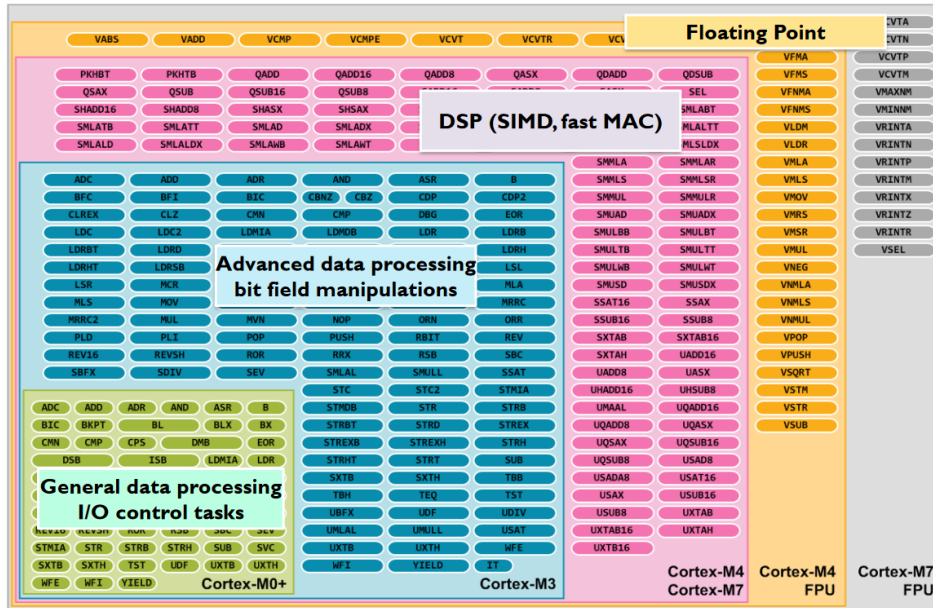 CVTA
VABS VADD VCMP VCMPE VCVT VCVTR Floating Point CVTN
VFMA VCVTP
PKHBT PKHTB QADD QADD16 QADD8 QASX QDADD QDSUB VFMS VCVTM
QSAX QSUB QSUB16 QSUB8 SEL VFNMA VMAXNM
SHADD16 SHADD8 SHASX SHSAX MLABT VFNMS VMINNM
SMLATB SMLATT SMLAD SMLADX DSP (SIMD, fast MAC) MLALTT VLDM VRINTA
SMLALD SMLALDX SMLAWB SMLAWT MLSLDX VLDR VRINTN
SMMLA SMMLAR VMLA VRINTP
ADC ADD ADR AND ASR B SMMLS SMMLSR VMLS VRINTM
BFC BFI BIC CBNZ CBZ CDP CDP2 SMMUL SMMULR VMOV VRINTX
CLREX CLZ CMN CMP DBG EOR SMUAD SMUADX VMRS VRINTZ
LDC LDC2 LDMIA LDMDB LDR LDRB SMULBB SMULBT VMSR VRINTR
LDRBT LDRD LDRH SMULTB SMULTT VMUL VSEL
LDRHT LDRSB Advanced data processing LSL SMULWB SMULWT VNEG
LSR MCR bit field manipulations MLA SMUSD SMUSDX VNMLA
MLS MOV MRRC SSAT16 SSAX VNMLS
MRRC2 MUL MVN NOP ORN ORR SSUB16 SSUB8 VNMUL
PLD PLI POP PUSH RBIT REV SXTAB SXTAB16 VPOP
REV16 REVSH ROR RRX RSB SBC SXTAH UADD16 VPUSH
SBFX SDIV SEV SMLAL SMULL SSAT UADD8 UASX VSQRT
STC STC2 STMIA UHADD16 UHSUB8 VSTM
ADC ADD ADR AND ASR B STMDB STR STRB UMAAL UQADD16 VSTR
BIC BKPT BL BLX BX STRBT STRD STREX UQADD8 UQASX VSUB
CMN CMP CPS DMB EOR STREXB STREXH STRH UQSAX UQSUB16
DSB ISB LDMIA LDR STRHT STRT SUB UQSUB8 USAD8
SXTB SXTH TBB USADA8 USAT16
General data processing TBH TEQ TST USAX USUB16
I/O control tasks UBFX UDF UDIV USUB8 UXTAB
REV16 REVSH ROR RSB SBC SEV UMLAL UMULL USAT UXTAB16 UXTAH
STMIA STR STRB STRH SUB SVC UXTB UXTH WFE UXTB16
SXTB SXTH TST UDF UXTB UXTH WFI YIELD IT
WFE WFI YIELD Cortex-M0+ Cortex-M3
Cortex-M4 Cortex-M4 Cortex-M7
Cortex-M7 FPU FPU